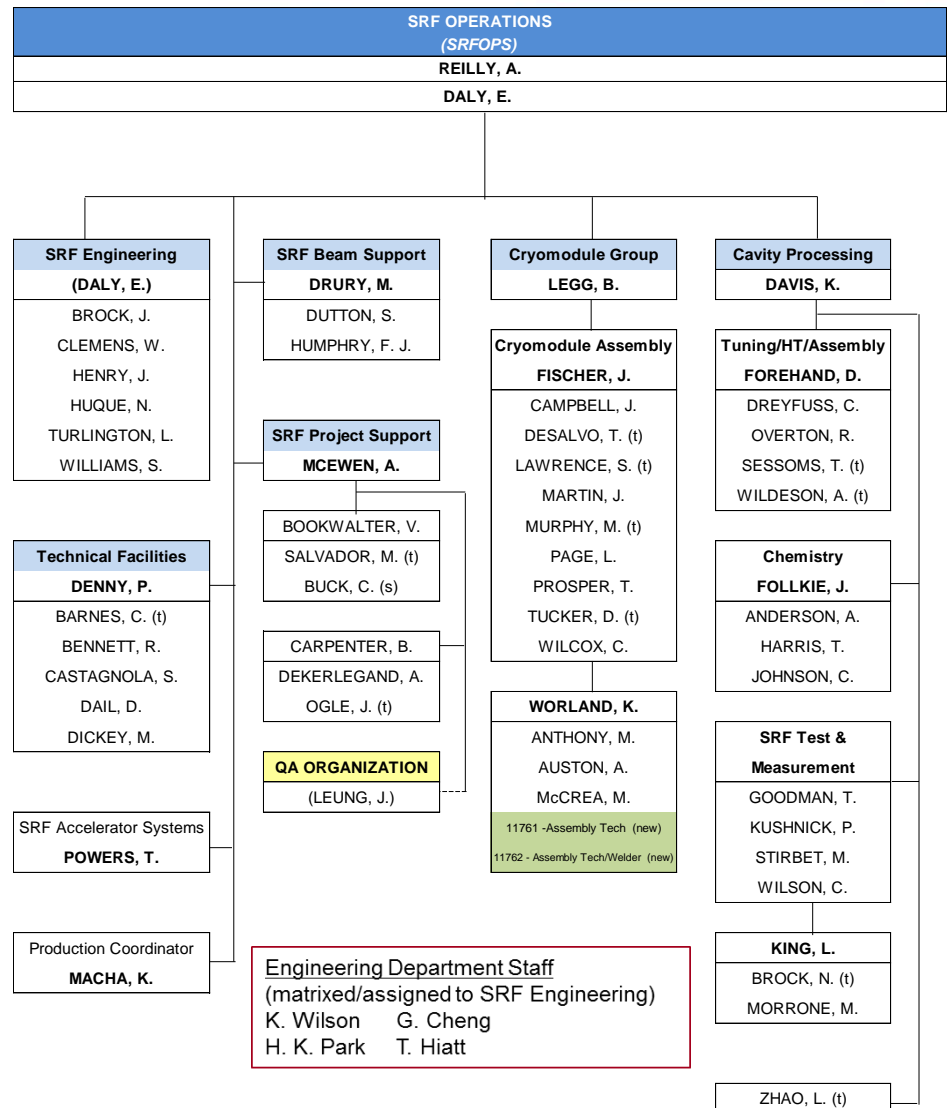 SRF OPERATIONS
(SRFOPS)
REILLY, A.
DALY, E.
SRF Engineering
(DALY, E.)
BROCK, J.
CLEMENS, W.
HENRY, J.
HUQUE, N.
TURLINGTON, L.
WILLIAMS, S.
Technical Facilities
DENNY, P.
BARNES, C. (t)
BENNETT, R.
CASTAGNOLA, S.
DAIL, D.
DICKEY, M.
SRF Accelerator Systems
POWERS, T.
Production Coordinator
MACHA, K.
SRF Beam Support
DRURY, M.
DUTTON, S.
HUMPHRY, F. J.
SRF Project Support
MCEWEN, A.
BOOKWALTER, V.
SALVADOR, M. (t)
BUCK, C. (s)
CARPENTER, B.
DEKERLEGAND, A.
OGLE, J. (t)
QA ORGANIZATION
(LEUNG, J.)
Cryomodule Group
LEGG, B.
Cryomodule Assembly
FISCHER, J.
CAMPBELL, J.
DESALVO, T. (t)
LAWRENCE, S. (t)
MARTIN, J.
MURPHY, M. (t)
PAGE, L.
PROSPER, T.
TUCKER, D. (t)
WILCOX, C.
WORLAND, K.
ANTHONY, M.
AUSTON, A.
McCREA, M.
11761 -Assembly Tech (new)
11762 - Assembly Tech/Welder (new)
Cavity Processing
DAVIS, K.
Tuning/HT/Assembly
FOREHAND, D.
DREYFUSS, C.
OVERTON, R.
SESSOMS, T. (t)
WILDESON, A. (t)
Chemistry
FOLLKIE, J.
ANDERSON, A.
HARRIS, T.
JOHNSON, C.
SRF Test &
Measurement
GOODMAN, T.
KUSHNICK, P.
STIRBET, M.
WILSON, C.
KING, L.
BROCK, N. (t)
MORRONE, M.
ZHAO, L. (t)
Engineering Department Staff
(matrixed/assigned to SRF Engineering)
K. Wilson G. Cheng
H. K. Park T. Hiatt